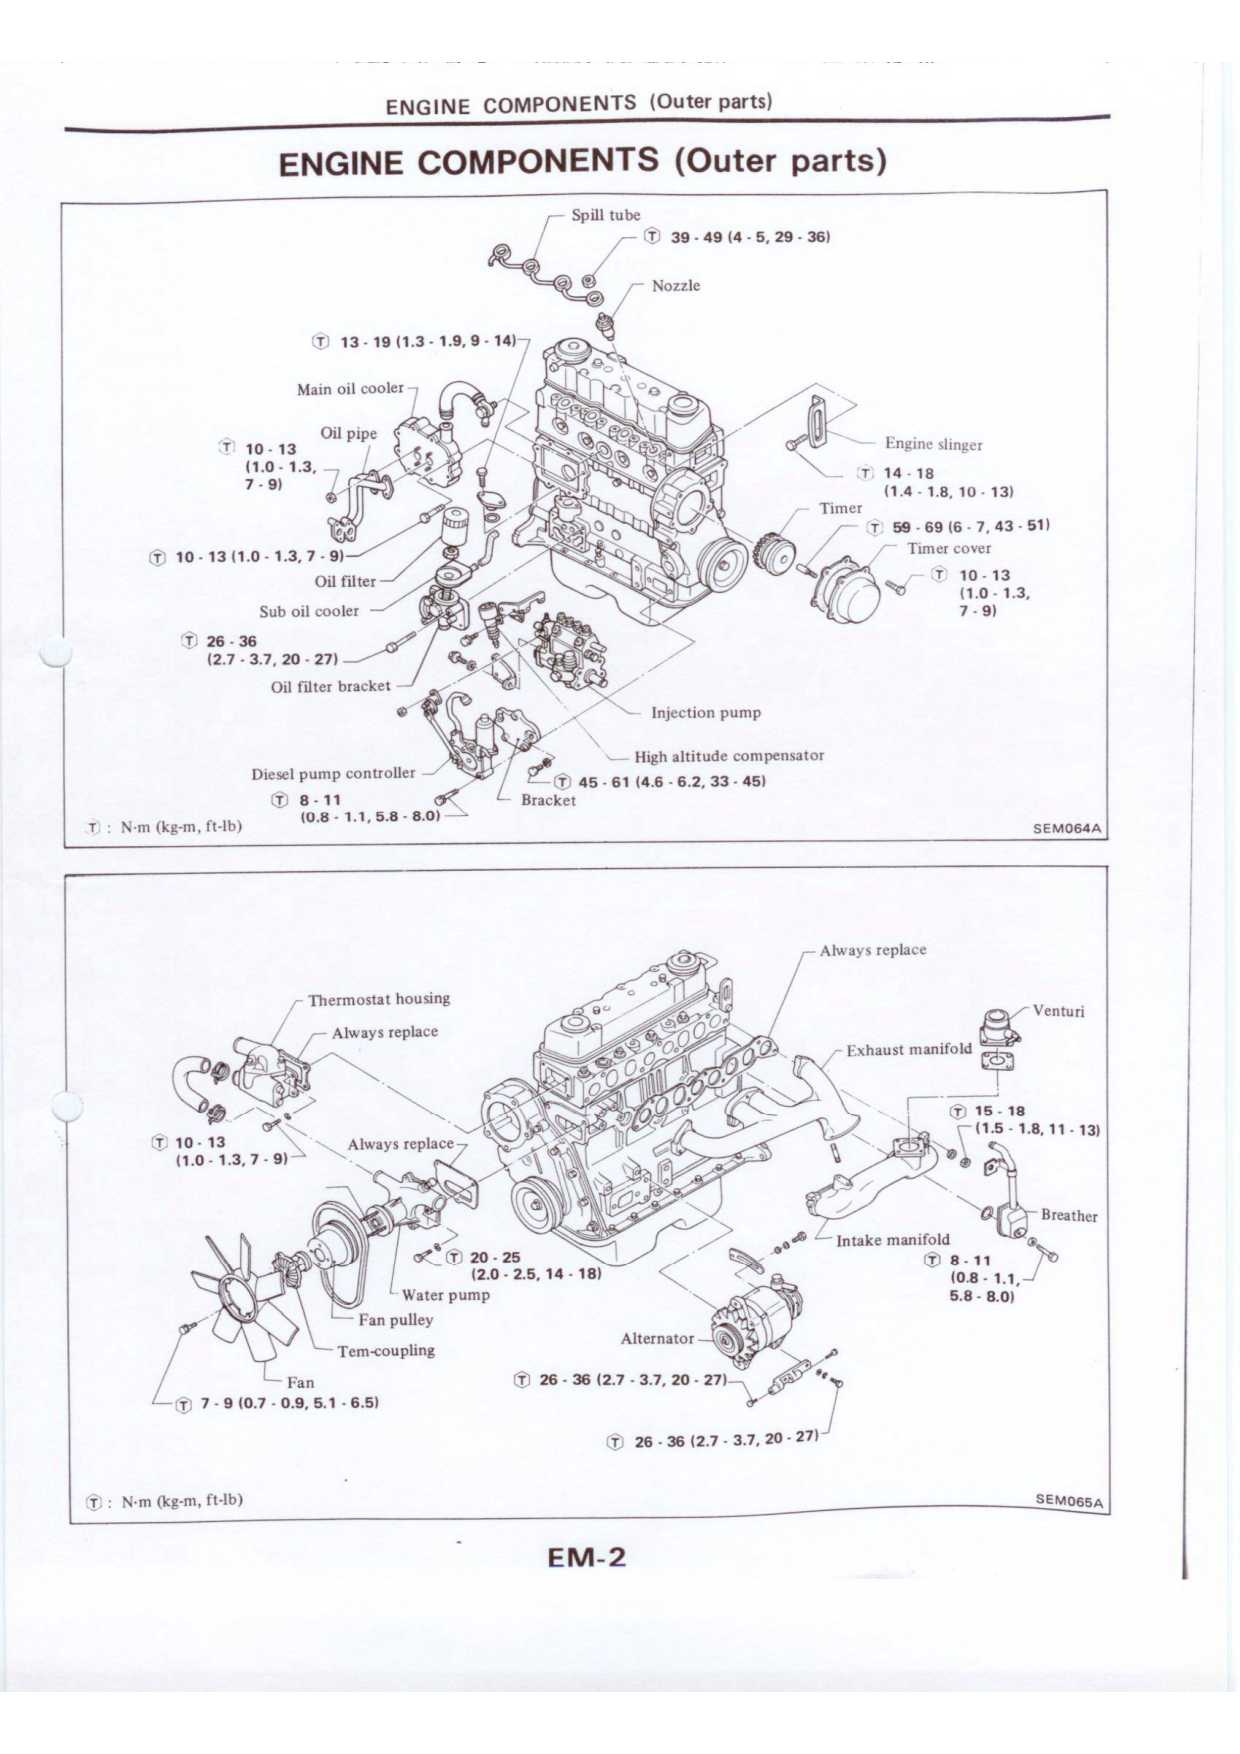 ENGINE COMPONENTS (Outer parts)
ENGINE COMPONENTS (Outer parts)
Spill tube
Ⓣ 39 - 49 (4 - 5, 29 - 36)
Nozzle
Ⓣ 13 - 19 (1.3 - 1.9, 9 - 14)
Main oil cooler
Oil pipe
Ⓣ 10 - 13
(1.0 - 1.3,
7 - 9)
Engine slinger
Ⓣ 14 - 18
(1.4 - 1.8, 10 - 13)
Timer
Ⓣ 59 - 69 (6 - 7, 43 - 51)
Timer cover
Ⓣ 10 - 13 (1.0 - 1.3, 7 - 9)
Ⓣ 10 - 13
(1.0 - 1.3,
7 - 9)
Oil filter
Sub oil cooler
Ⓣ 26 - 36
(2.7 - 3.7, 20 - 27)
Oil filter bracket
Injection pump
High altitude compensator
Diesel pump controller
Ⓣ 45 - 61 (4.6 - 6.2, 33 - 45)
Ⓣ 8 - 11
(0.8 - 1.1, 5.8 - 8.0)
Bracket
Ⓣ : N·m (kg-m, ft-lb)
SEM064A
Always replace
Thermostat housing
Always replace
Venturi
Exhaust manifold
Ⓣ 15 - 18
(1.5 - 1.8, 11 - 13)
Ⓣ 10 - 13
(1.0 - 1.3, 7 - 9)
Always replace
Breather
Intake manifold
Ⓣ 20 - 25
(2.0 - 2.5, 14 - 18)
Ⓣ 8 - 11
(0.8 - 1.1,
5.8 - 8.0)
Water pump
Fan pulley
Alternator
Tem-coupling
Fan
Ⓣ 26 - 36 (2.7 - 3.7, 20 - 27)
Ⓣ 7 - 9 (0.7 - 0.9, 5.1 - 6.5)
Ⓣ 26 - 36 (2.7 - 3.7, 20 - 27)
Ⓣ : N·m (kg-m, ft-lb)
SEM065A
EM-2